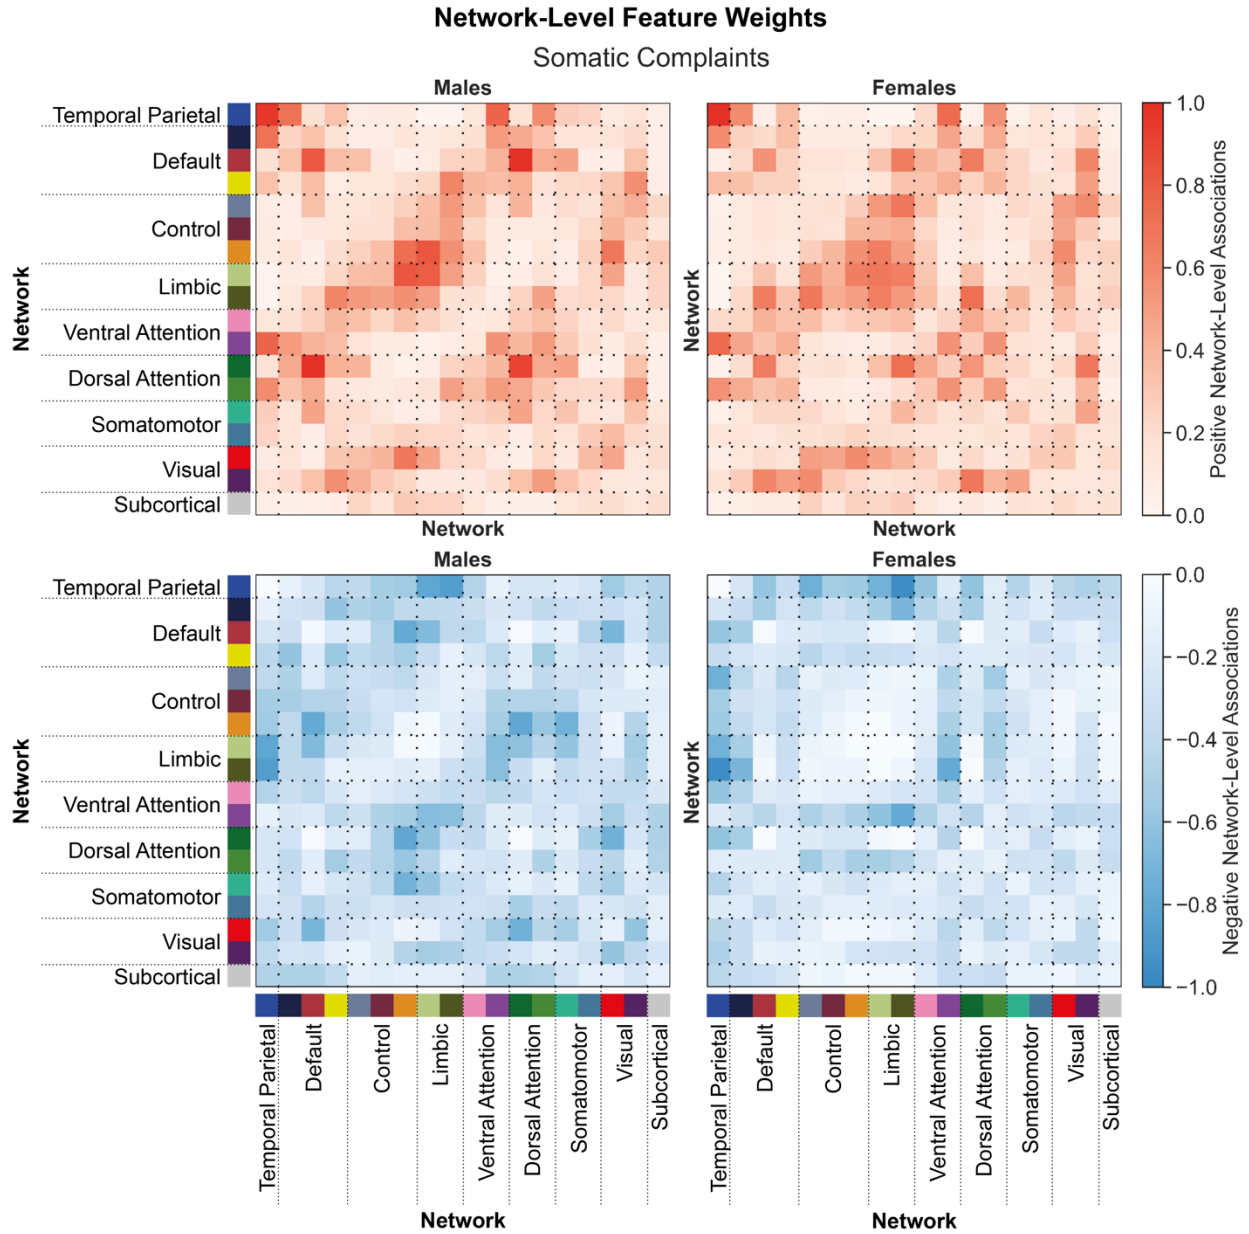 Network-Level Feature Weights
Somatic Complaints
Males
Females
Temporal Parietal
Default
Control
Limbic
Ventral Attention
Dorsal Attention
Somatomotor
Visual
Subcortical
Network
Network
Network
Network
1.0
0.8
0.6
0.4
0.2
0.0
Positive Network-Level Associations
Males
Females
Temporal Parietal
Default
Control
Limbic
Ventral Attention
Dorsal Attention
Somatomotor
Visual
Subcortical
Network
Network
0.0
−0.2
−0.4
−0.6
−0.8
−1.0
Negative Network-Level Associations
Temporal Parietal
Default
Control
Limbic
Ventral Attention
Dorsal Attention
Somatomotor
Visual
Subcortical
Temporal Parietal
Default
Control
Limbic
Ventral Attention
Dorsal Attention
Somatomotor
Visual
Subcortical
Network
Network